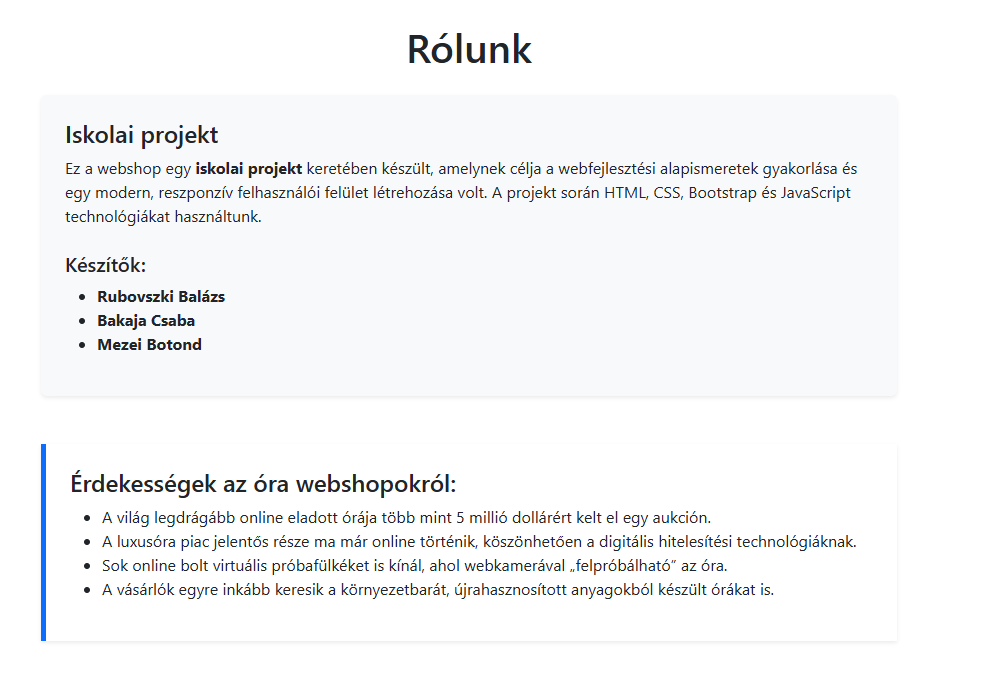 Rólunk
Iskolai projekt
Ez a webshop egy iskolai projekt keretében készült, amelynek célja a webfejlesztési alapismeretek gyakorlása és
egy modern, reszponzív felhasználói felület létrehozása volt. A projekt során HTML, CSS, Bootstrap és JavaScript
technológiákat használtunk.
Készítők:
Rubovszki Balázs
Bakaja Csaba
Mezei Botond
Érdekességek az óra webshopokról:
A világ legdrágább online eladott órája több mint 5 millió dollárért kelt el egy aukción.
A luxusóra piac jelentős része ma már online történik, köszönhetően a digitális hitelesítési technológiáknak.
Sok online bolt virtuális próbafülkéket is kínál, ahol webkamerával „felpróbálható” az óra.
A vásárlók egyre inkább keresik a környezetbarát, újrahasznosított anyagokból készült órákat is.